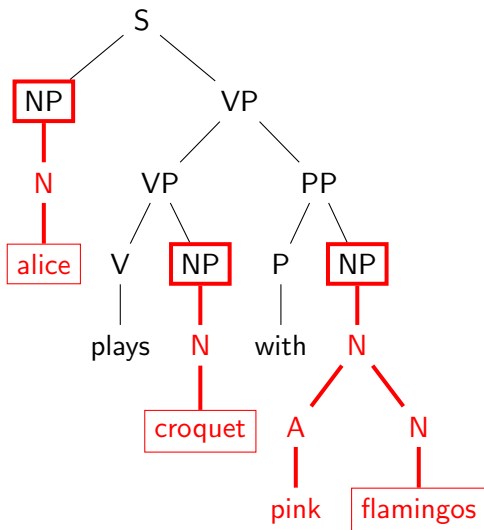 S
NP VP
N VP PP
alice V NP P NP
plays N with N
croquet A N
pink flamingos